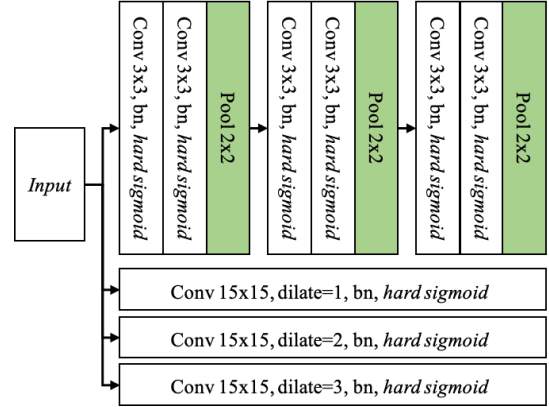 Input
Conv 3x3, bn, hard sigmoid
Conv 3x3, bn, hard sigmoid
Pool 2x2
Conv 3x3, bn, hard sigmoid
Conv 3x3, bn, hard sigmoid
Pool 2x2
Conv 3x3, bn, hard sigmoid
Conv 3x3, bn, hard sigmoid
Pool 2x2
Conv 15x15, dilate=1, bn, hard sigmoid
Conv 15x15, dilate=2, bn, hard sigmoid
Conv 15x15, dilate=3, bn, hard sigmoid